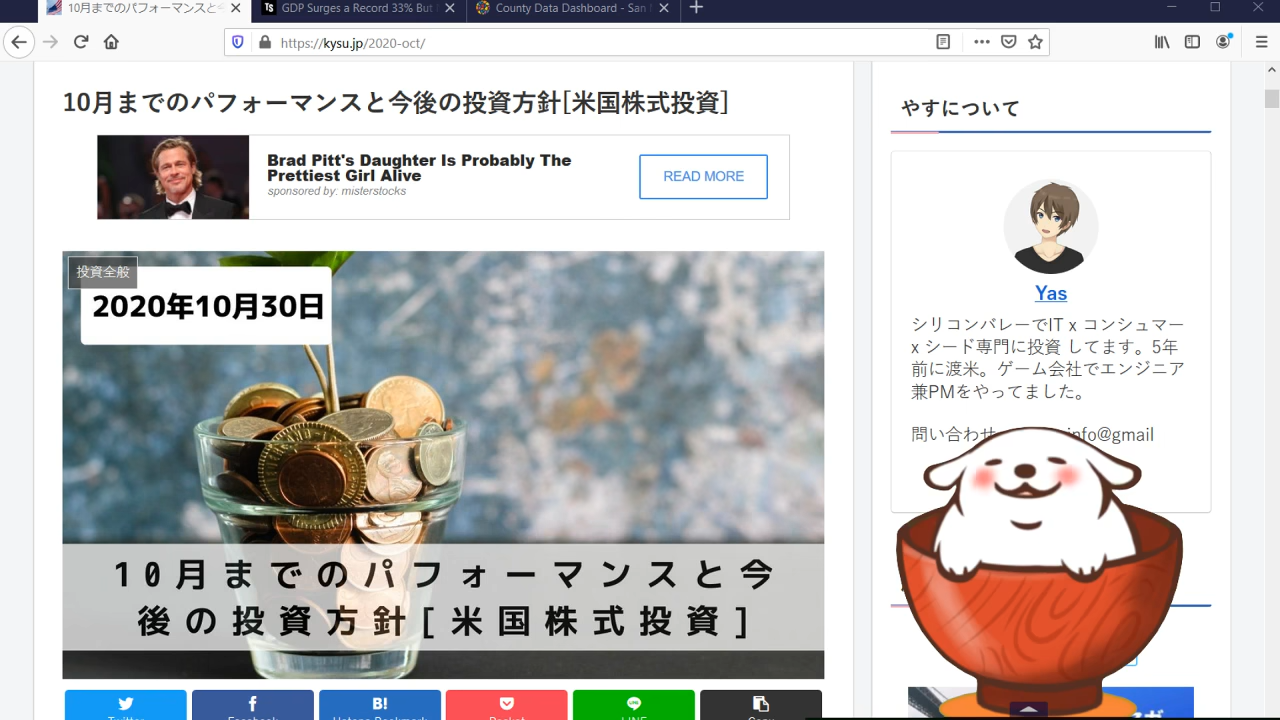 10月までのパフォーマンスと今
GDP Surges a Record 33% But
County Data Dashboard - San
https://kysu.jp/2020-oct/
10月までのパフォーマンスと今後の投資方針[米国株式投資]
Brad Pitt's Daughter Is Probably The
Prettiest Girl Alive
sponsored by: misterstocks
READ MORE
投資全般
2020年10月30日
10月までのパフォーマンスと今
後の投資方針[米国株式投資]
Twitter
Facebook
B!
Hatena Bookmark
Pocket
LINE
Copy
やすについて
Yas
シリコンバレーでIT x コンシュマー
x シード専門に投資 してます。5年
前に渡米。ゲーム会社でエンジニア
兼PMをやってました。
問い合わせ
info@gmail